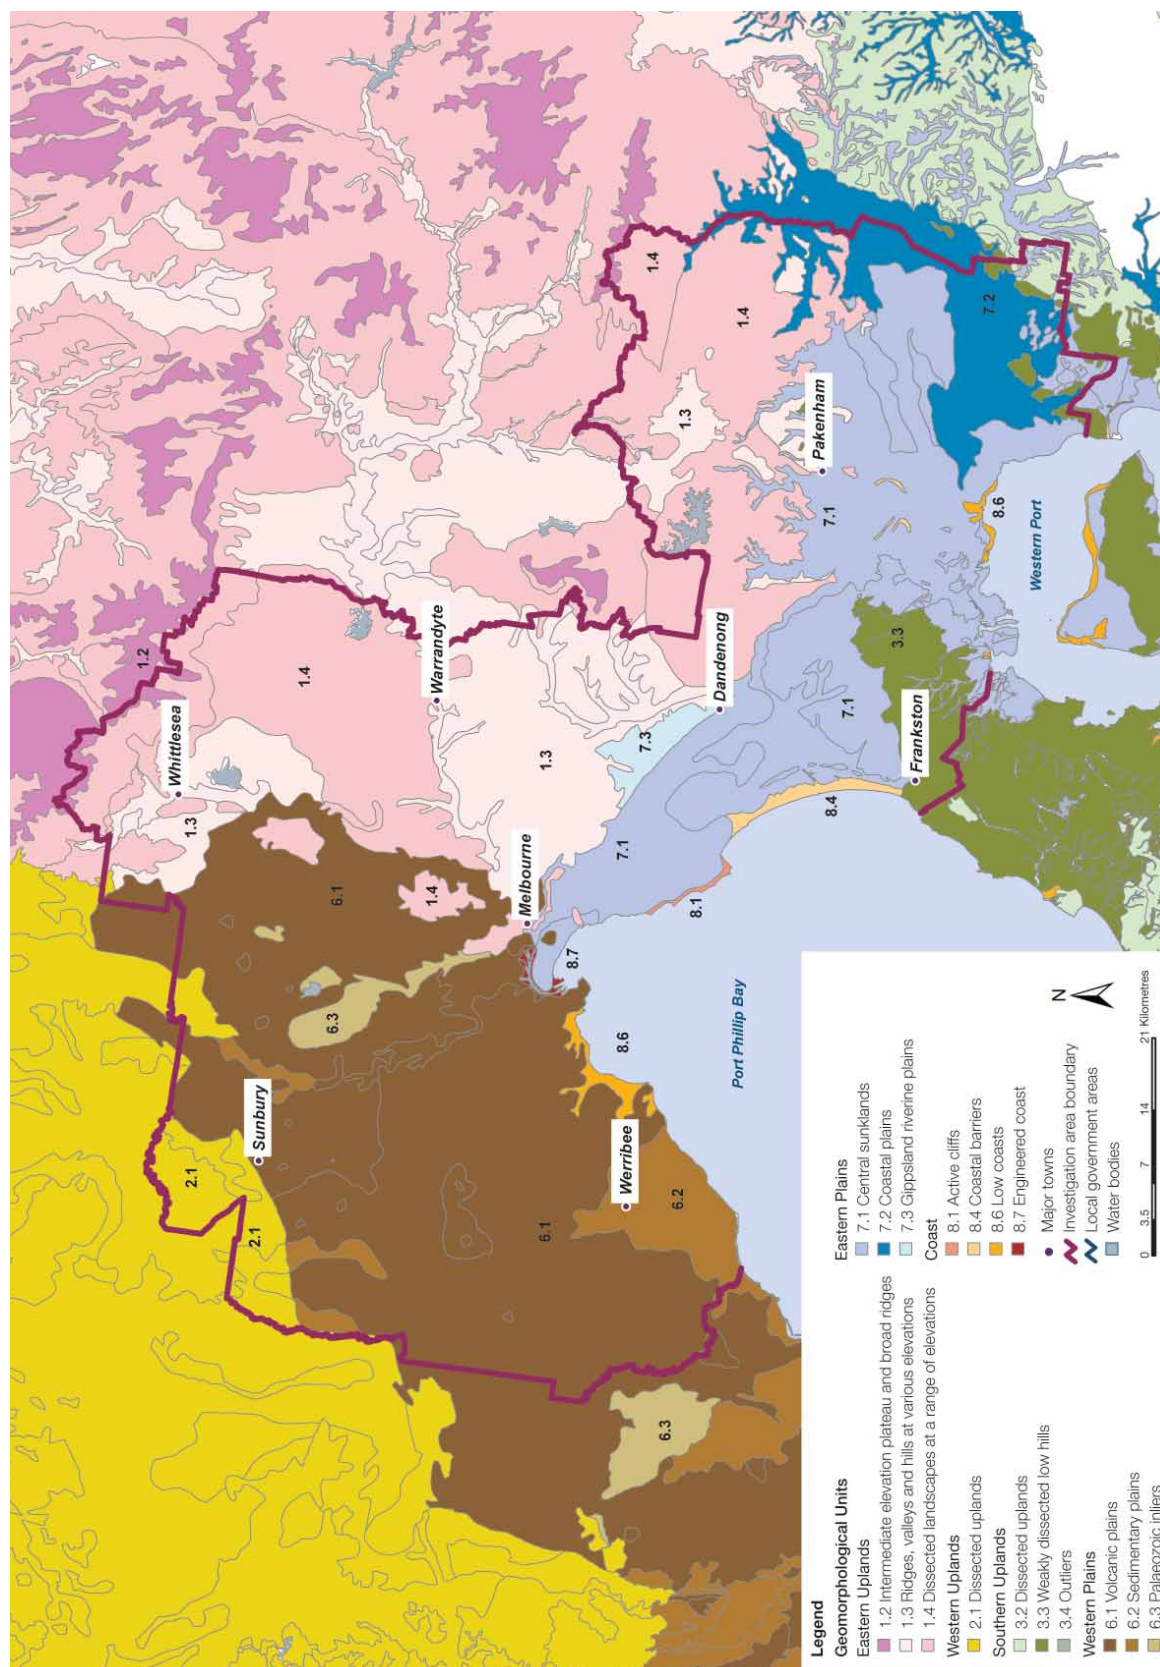 1.2
Whittlesea
1.3
1.4
Warrandyte
1.3
7.3
Dandenong
1.4
1.4
1.3
Pakenham
7.1
7.2
8.6
Western Port
3.3
7.1
Frankston
8.4
7.1
8.1
Melbourne
8.7
6.1
1.4
6.3
2.1
Sunbury
2.1
6.1
Werribee
6.2
8.6
6.3
Port Phillip Bay
Legend
Geomorphological Units
Eastern Uplands
1.2 Intermediate elevation plateau and broad ridges
1.3 Ridges, valleys and hills at various elevations
1.4 Dissected landscapes at a range of elevations
Western Uplands
2.1 Dissected uplands
Southern Uplands
3.2 Dissected uplands
3.3 Weakly dissected low hills
3.4 Outliers
Western Plains
6.1 Volcanic plains
6.2 Sedimentary plains
6.3 Palaeozoic inliers
Eastern Plains
7.1 Central sunklands
7.2 Coastal plains
7.3 Gippsland riverine plains
Coast
8.1 Active cliffs
8.4 Coastal barriers
8.6 Low coasts
8.7 Engineered coast
Major towns
Investigation area boundary
Local government areas
Water bodies
N
0 3.5 7 14 21 Kilometres